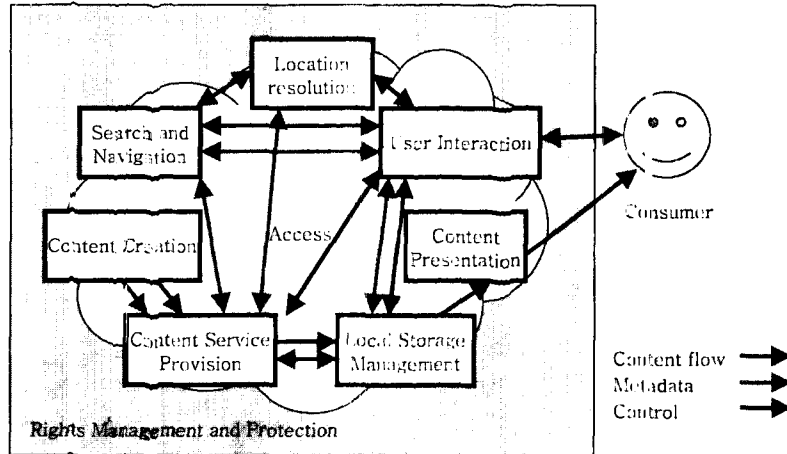 Location
resolution
Search and
Navigation
User Interaction
Consumer
Content Creation
Access
Content
Presentation
Content Service
Provision
Local Storage
Management
Content flow
Metadata
Control
Rights Management and Protection